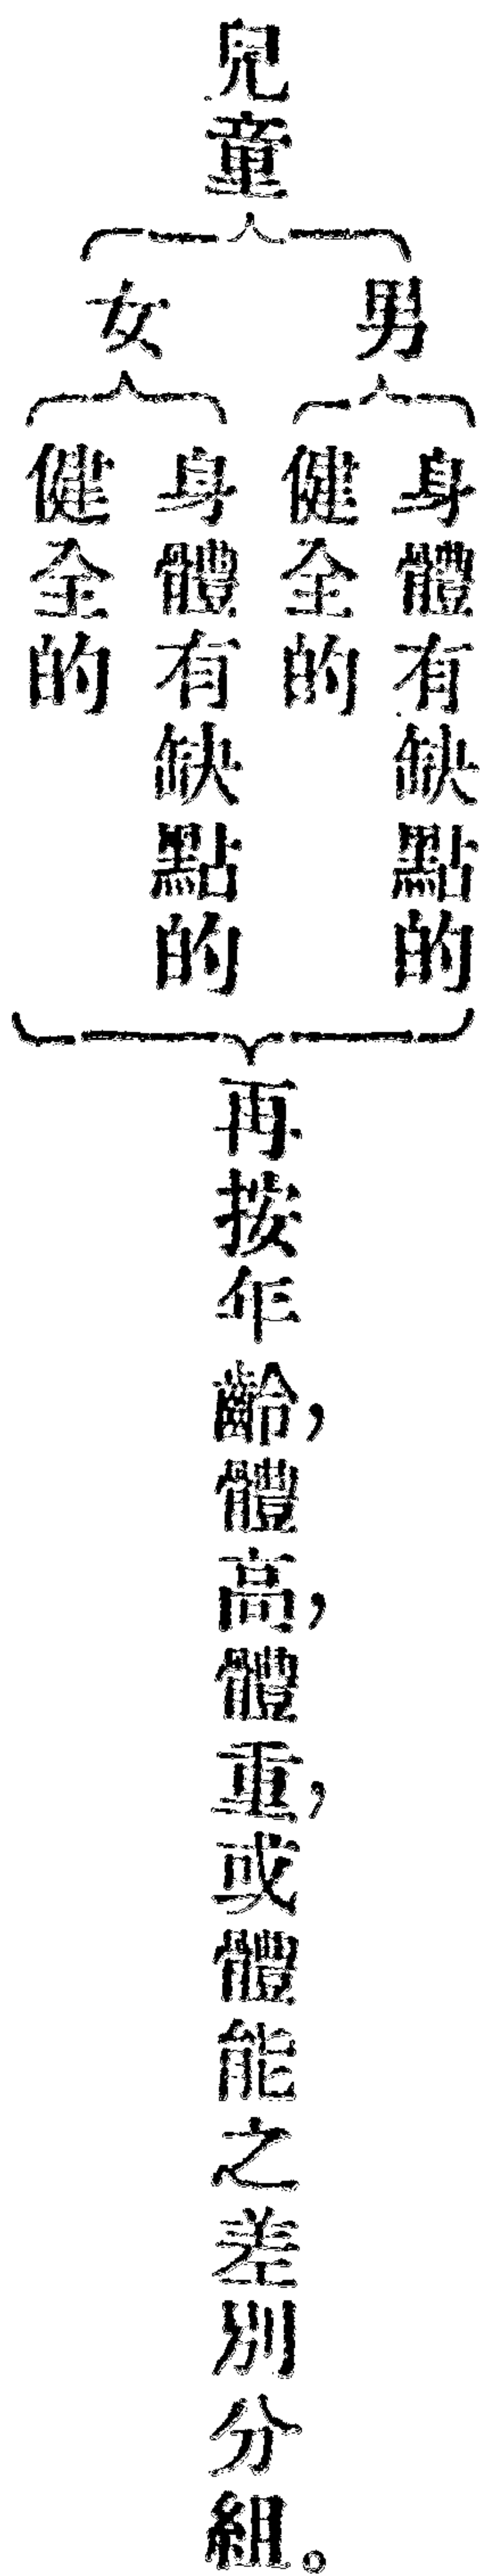 兒童
男
身體有缺點的
健全的
女
身體有缺點的
健全的
再按年齡,體高,體重,或體能之差別分組。